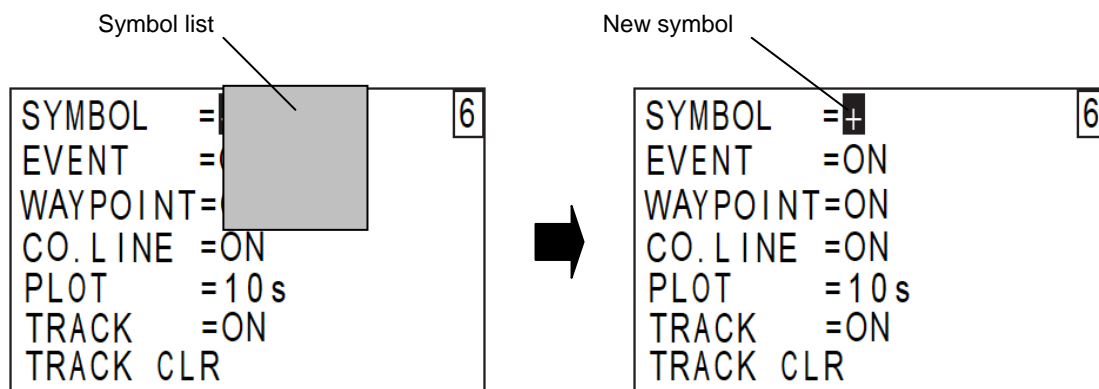 Symbol list
New symbol
SYMBOL =
6
EVENT =
WAYPOINT=
CO.LINE =ON
PLOT =10s
TRACK =ON
TRACK CLR
SYMBOL =+
6
EVENT =ON
WAYPOINT=ON
CO.LINE =ON
PLOT =10s
TRACK =ON
TRACK CLR